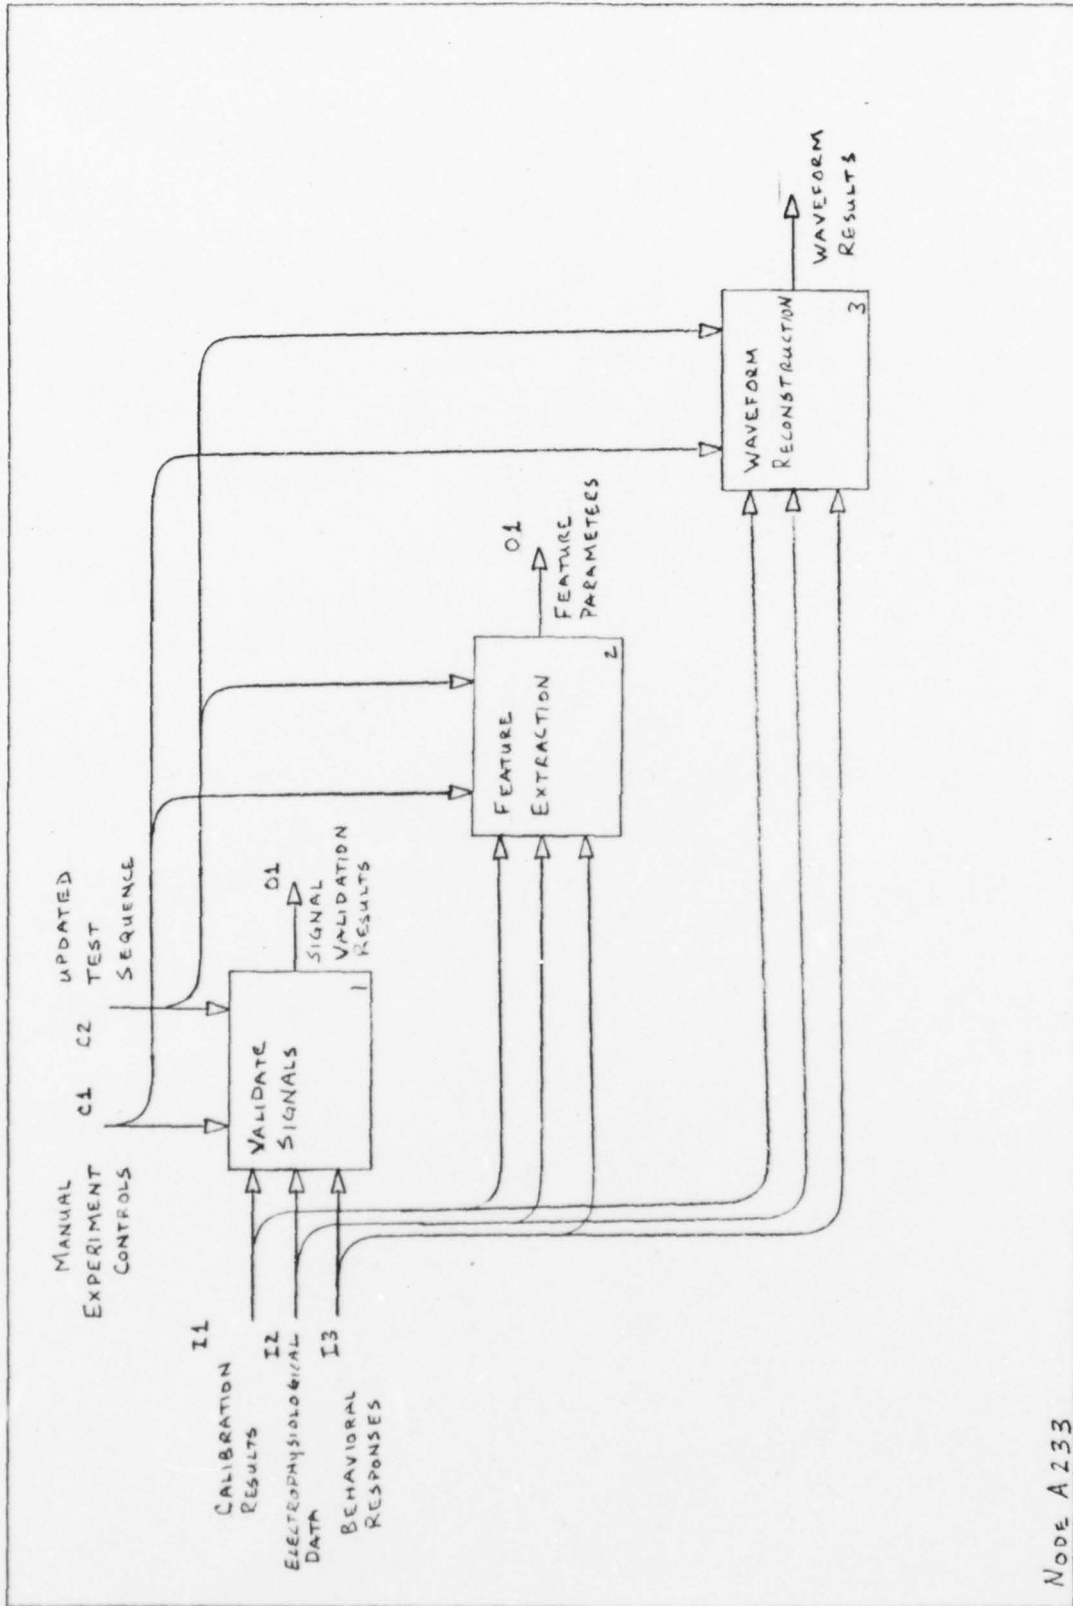 MANUAL
EXPERIMENT
CONTROLS
C1
C2
UPDATED
TEST
SEQUENCE
I1
CALIBRATION
RESULTS
I2
ELECTROPHYSIOLOGICAL
DATA
I3
BEHAVIORAL
RESPONSES
VALIDATE
SIGNALS
1
O1
SIGNAL
VALIDATION
RESULTS
FEATURE
EXTRACTION
2
O1
FEATURE
PARAMETERS
WAVEFORM
RECONSTRUCTION
3
WAVEFORM
RESULTS
NODE A233